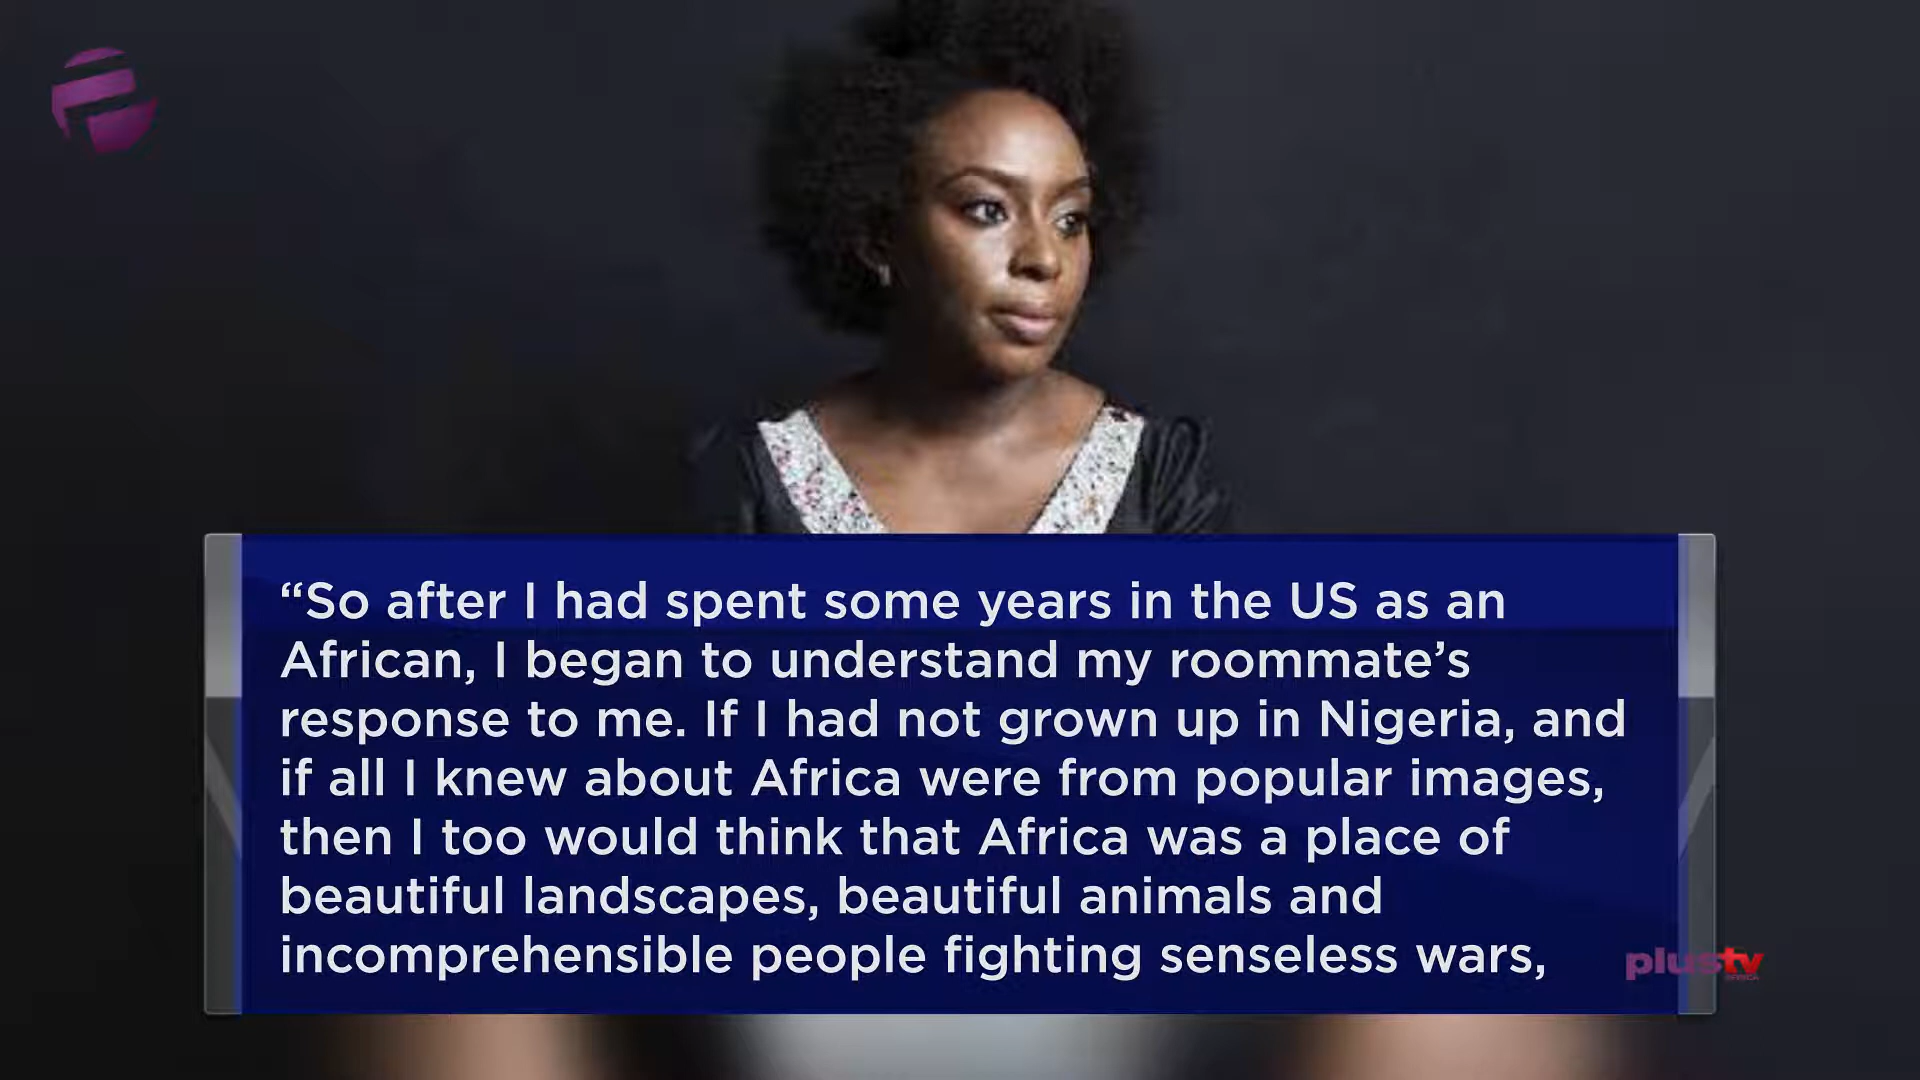 “So after I had spent some years in the US as an
African, I began to understand my roommate’s
response to me. If I had not grown up in Nigeria, and
if all I knew about Africa were from popular images,
then I too would think that Africa was a place of
beautiful landscapes, beautiful animals and
incomprehensible people fighting senseless wars,
plustv
AFRICA